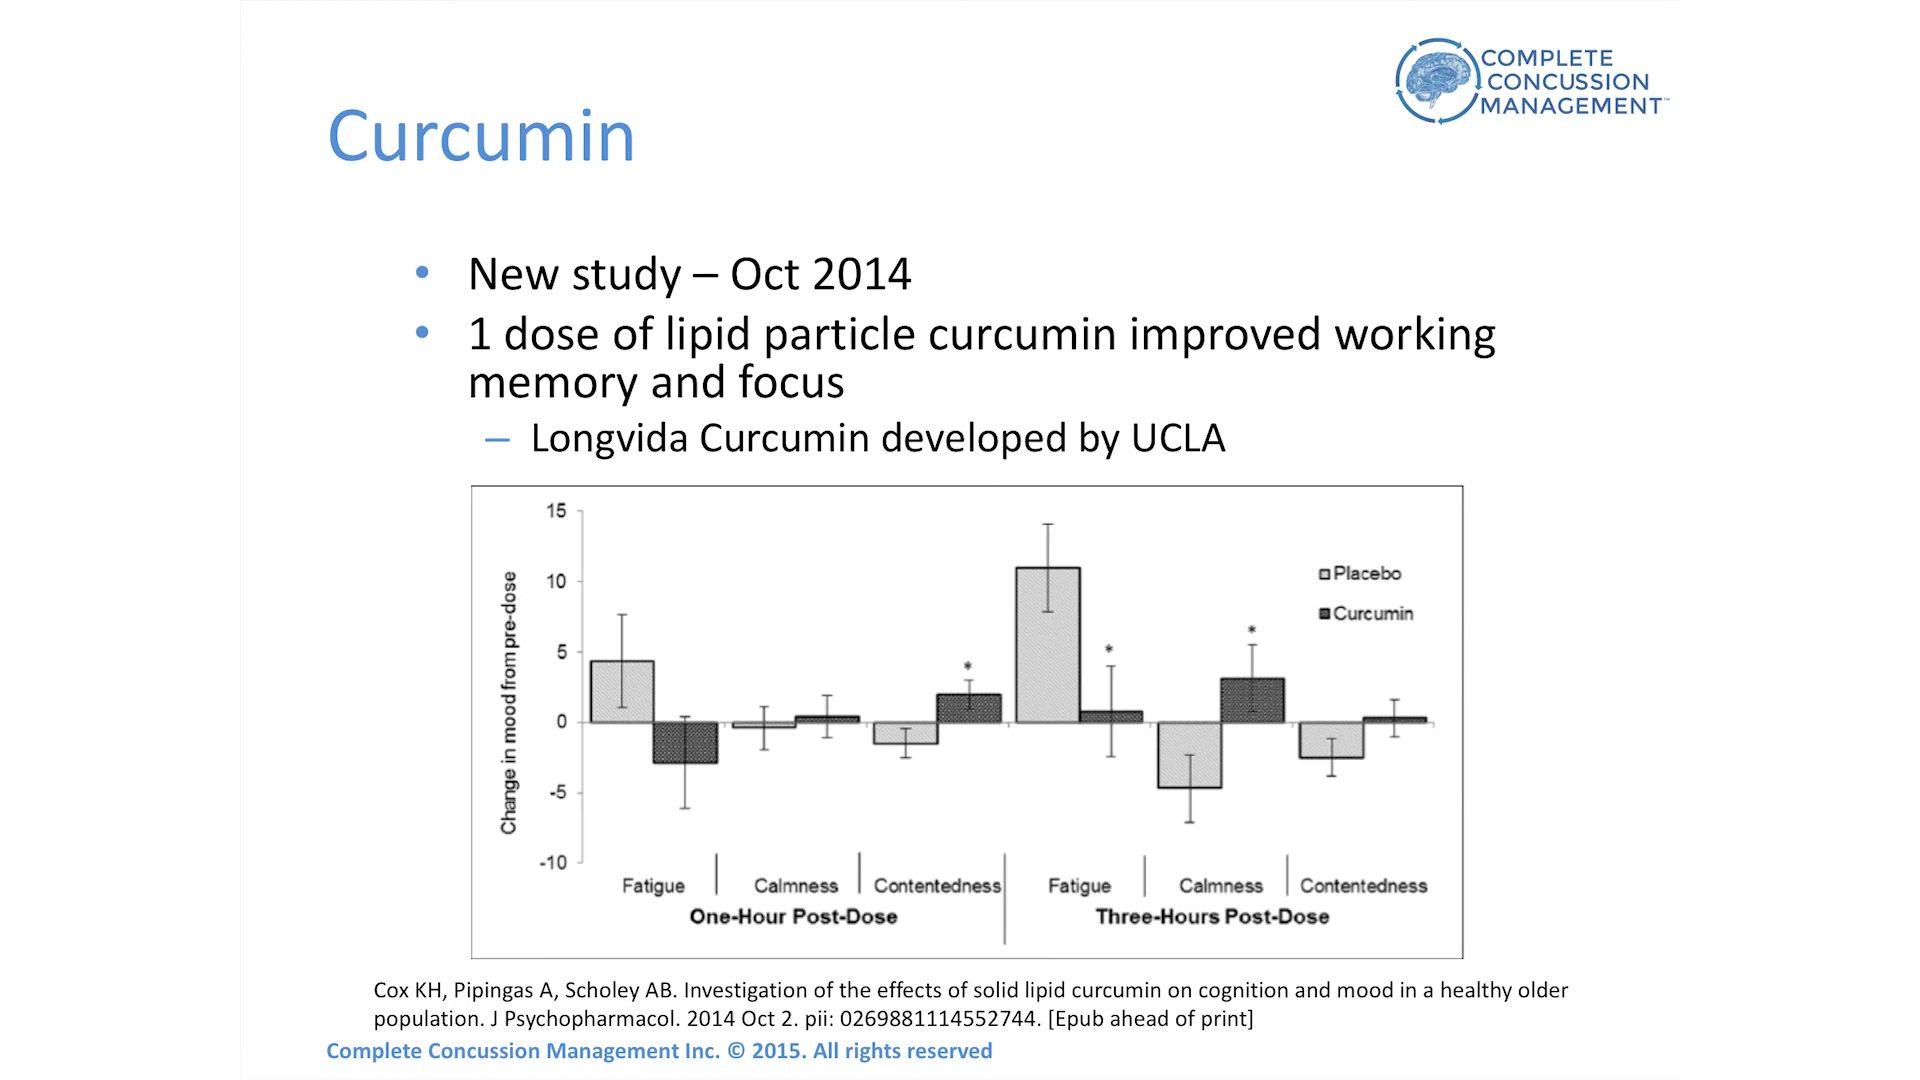 COMPLETE
CONCUSSION
MANAGEMENT™
Curcumin
• New study – Oct 2014
• 1 dose of lipid particle curcumin improved working
memory and focus
– Longvida Curcumin developed by UCLA
Change in mood from pre-dose
15
10
5
0
-5
-10
Placebo
Curcumin
*
*
*
Fatigue
Calmness
Contentedness
Fatigue
Calmness
Contentedness
One-Hour Post-Dose
Three-Hours Post-Dose
Cox KH, Pipingas A, Scholey AB. Investigation of the effects of solid lipid curcumin on cognition and mood in a healthy older
population. J Psychopharmacol. 2014 Oct 2. pii: 0269881114552744. [Epub ahead of print]
Complete Concussion Management Inc. © 2015. All rights reserved